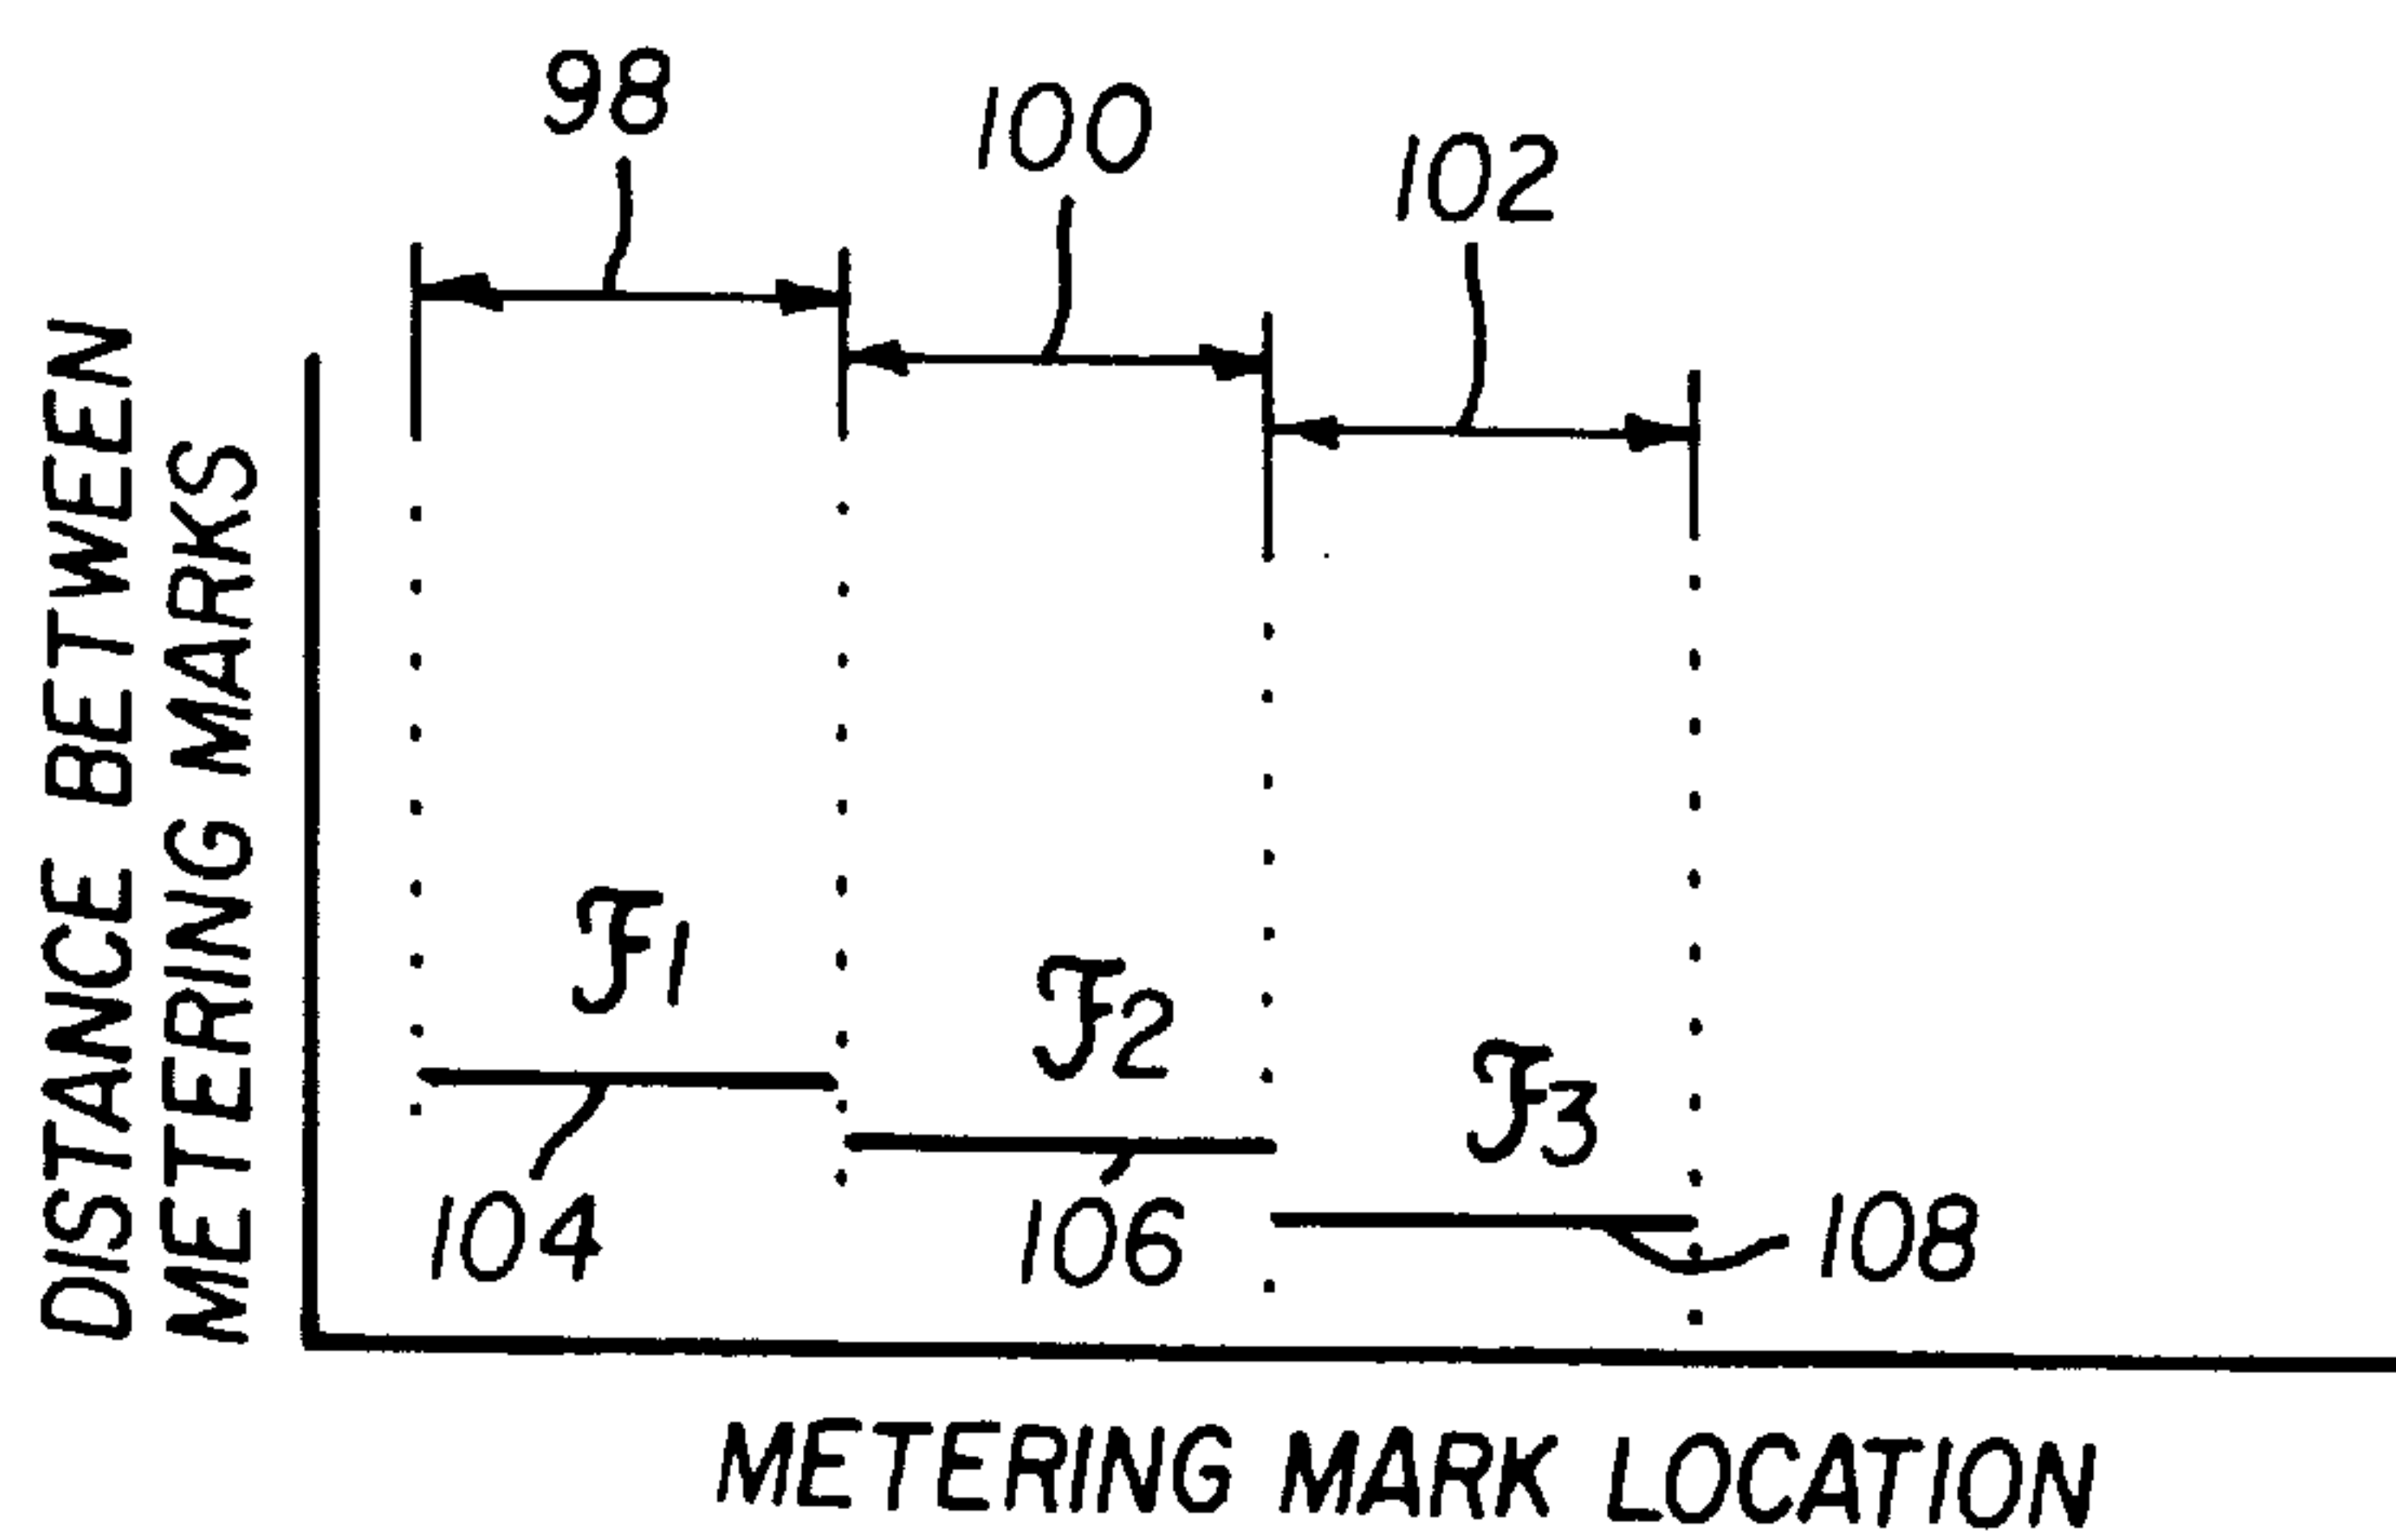 98
100
102
DISTANCE BETWEEN
METERING MARKS
F1
F2
F3
104
106
108
METERING MARK LOCATION